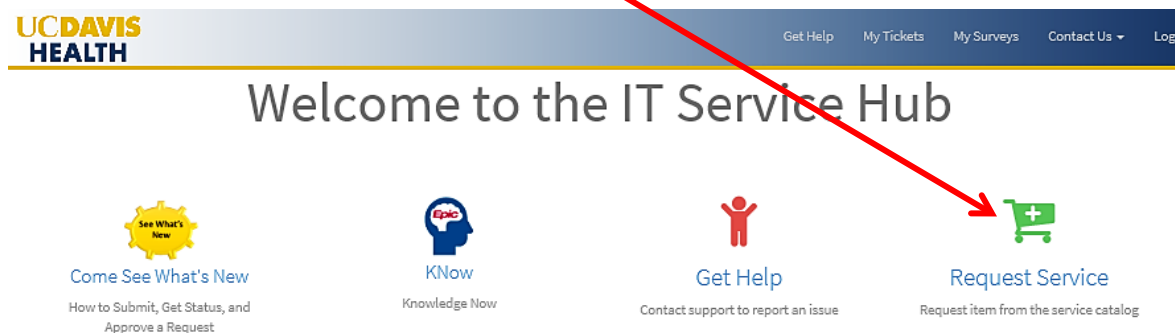 UCDAVIS
HEALTH
Get Help My Tickets My Surveys Contact Us Log
Welcome to the IT Service Hub
See What's
New
Epic
Come See What's New
KNow
Get Help
Request Service
How to Submit, Get Status, and
Approve a Request
Knowledge Now
Contact support to report an issue
Request item from the service catalog